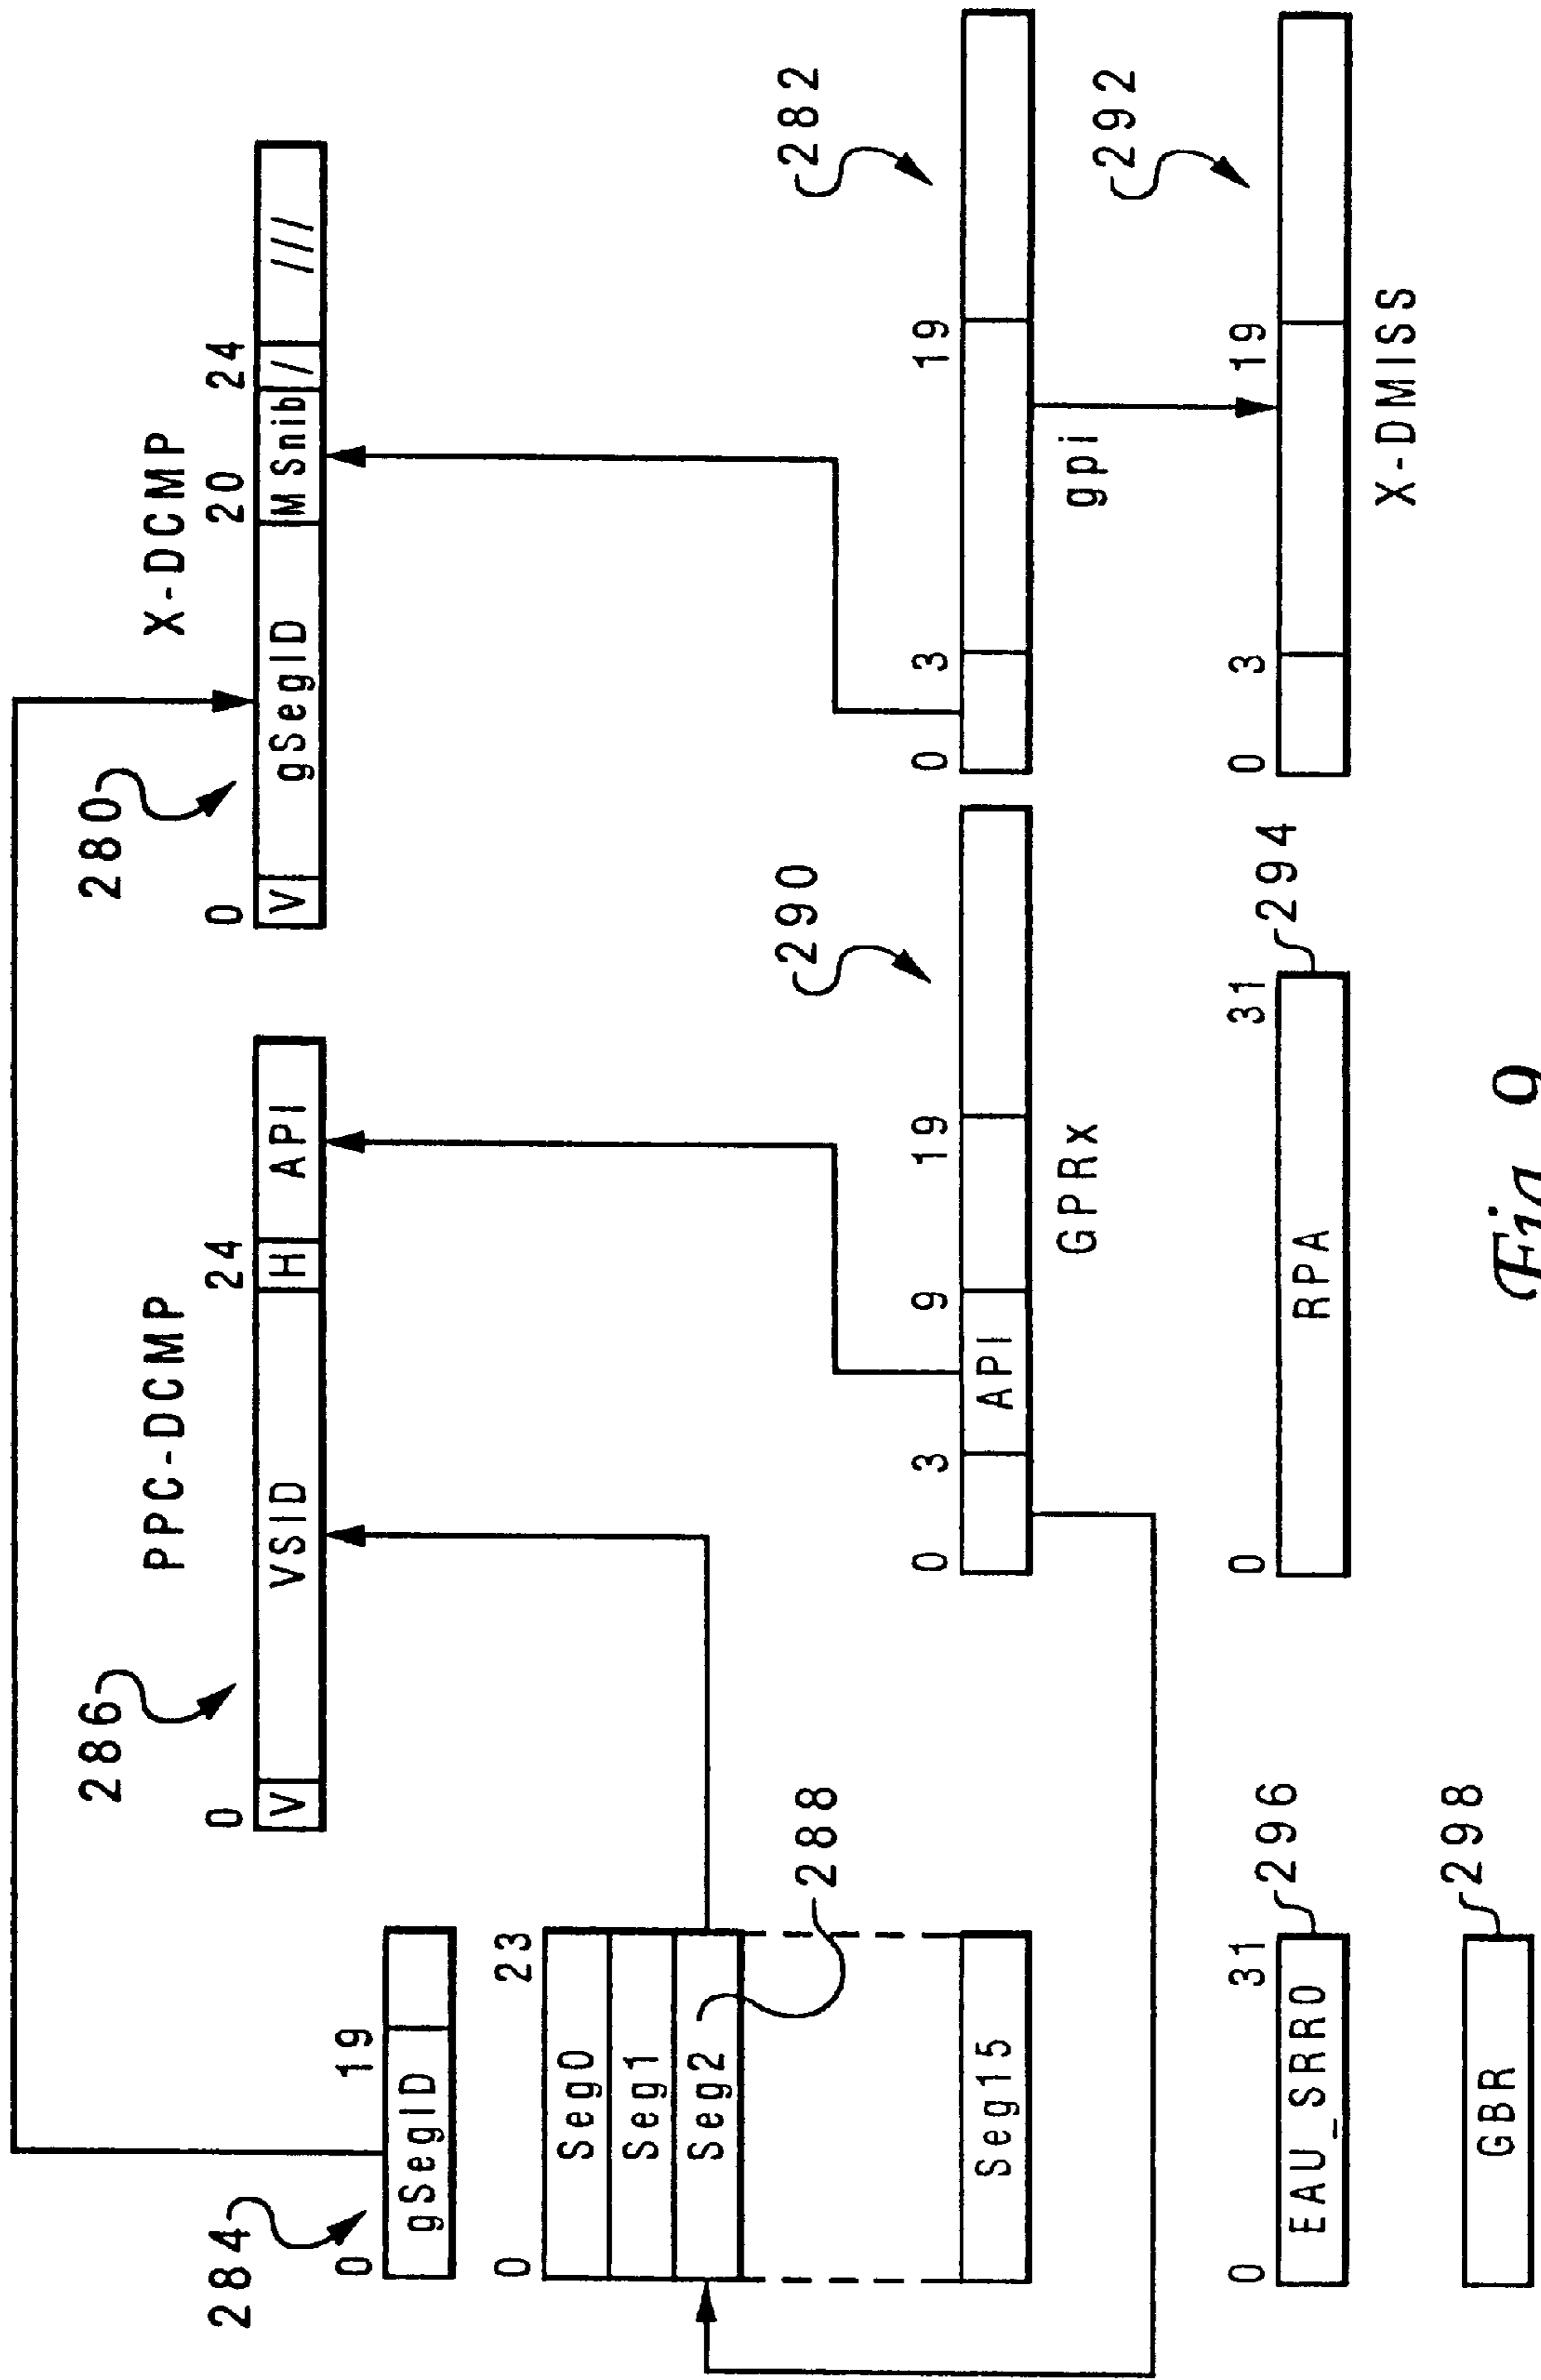 PPC-DCMP
X-DCMP
286
280
0 24
0 20 24
V VSID H API
V gSegID MSnib / ///
284
0 19
gSegID
0 23
Seg0
Seg1
Seg2
288
Seg15
290
282
0 3 9 19
0 3 19
API
GPRx
gpi
292
0 31
0 31
0 3 19
EAU_SRR0
296
RPA
294
X-DMISS
GBR
298
Fig. 9